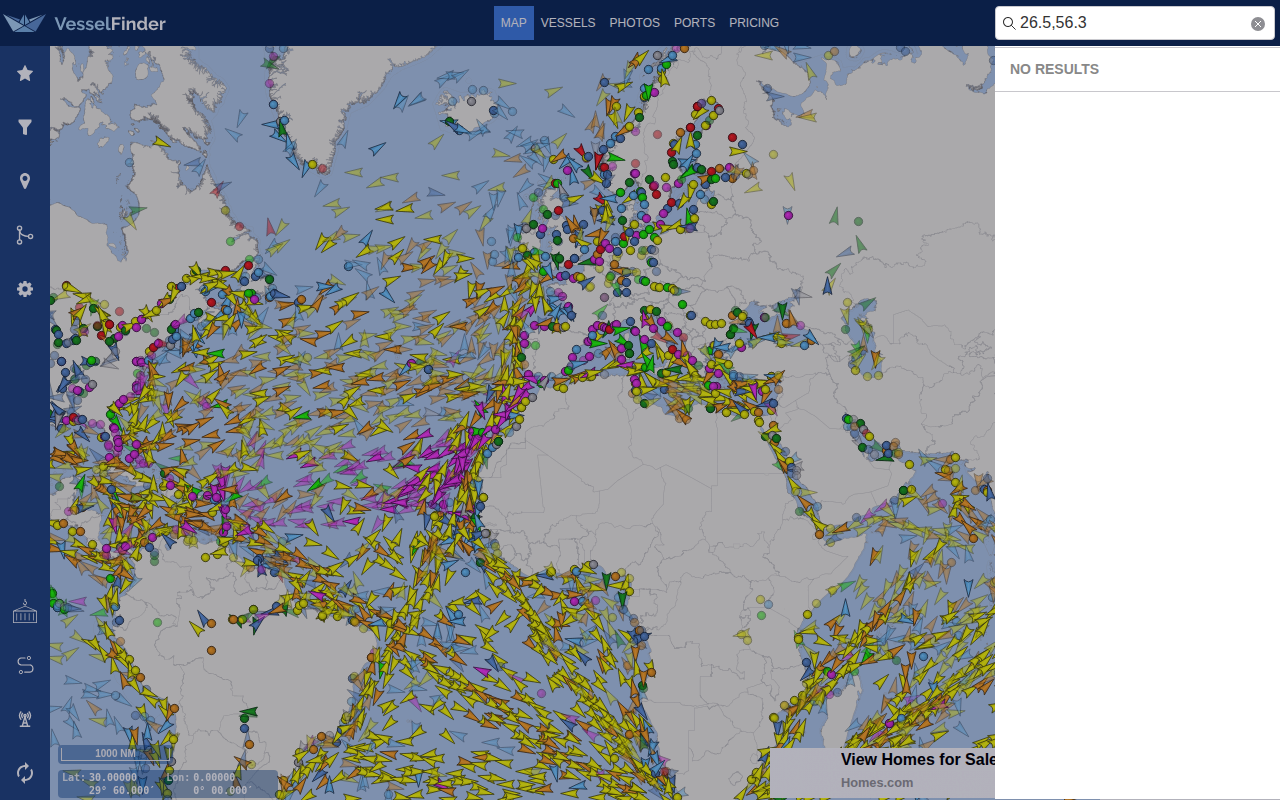 VesselFinder
MAP VESSELS PHOTOS PORTS PRICING
26.5,56.3
NO RESULTS
1000 NM
Lat: 30.00000 Lon: 0.00000
29° 60.000′ 0° 00.000′
View Homes for Sale
Homes.com